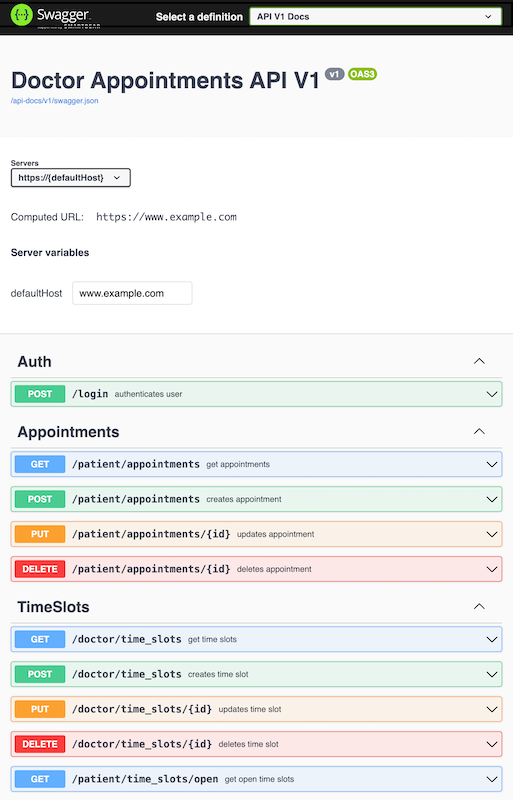 Swagger.
Supported by SMARTBEAR
Select a definition
API V1 Docs
Doctor Appointments API V1 v1 OAS3
/api-docs/v1/swagger.json
Servers
https://{defaultHost}
Computed URL: https://www.example.com
Server variables
defaultHost www.example.com
Auth
POST /login authenticates user
Appointments
GET /patient/appointments get appointments
POST /patient/appointments creates appointment
PUT /patient/appointments/{id} updates appointment
DELETE /patient/appointments/{id} deletes appointment
TimeSlots
GET /doctor/time_slots get time slots
POST /doctor/time_slots creates time slot
PUT /doctor/time_slots/{id} updates time slot
DELETE /doctor/time_slots/{id} deletes time slot
GET /patient/time_slots/open get open time slots